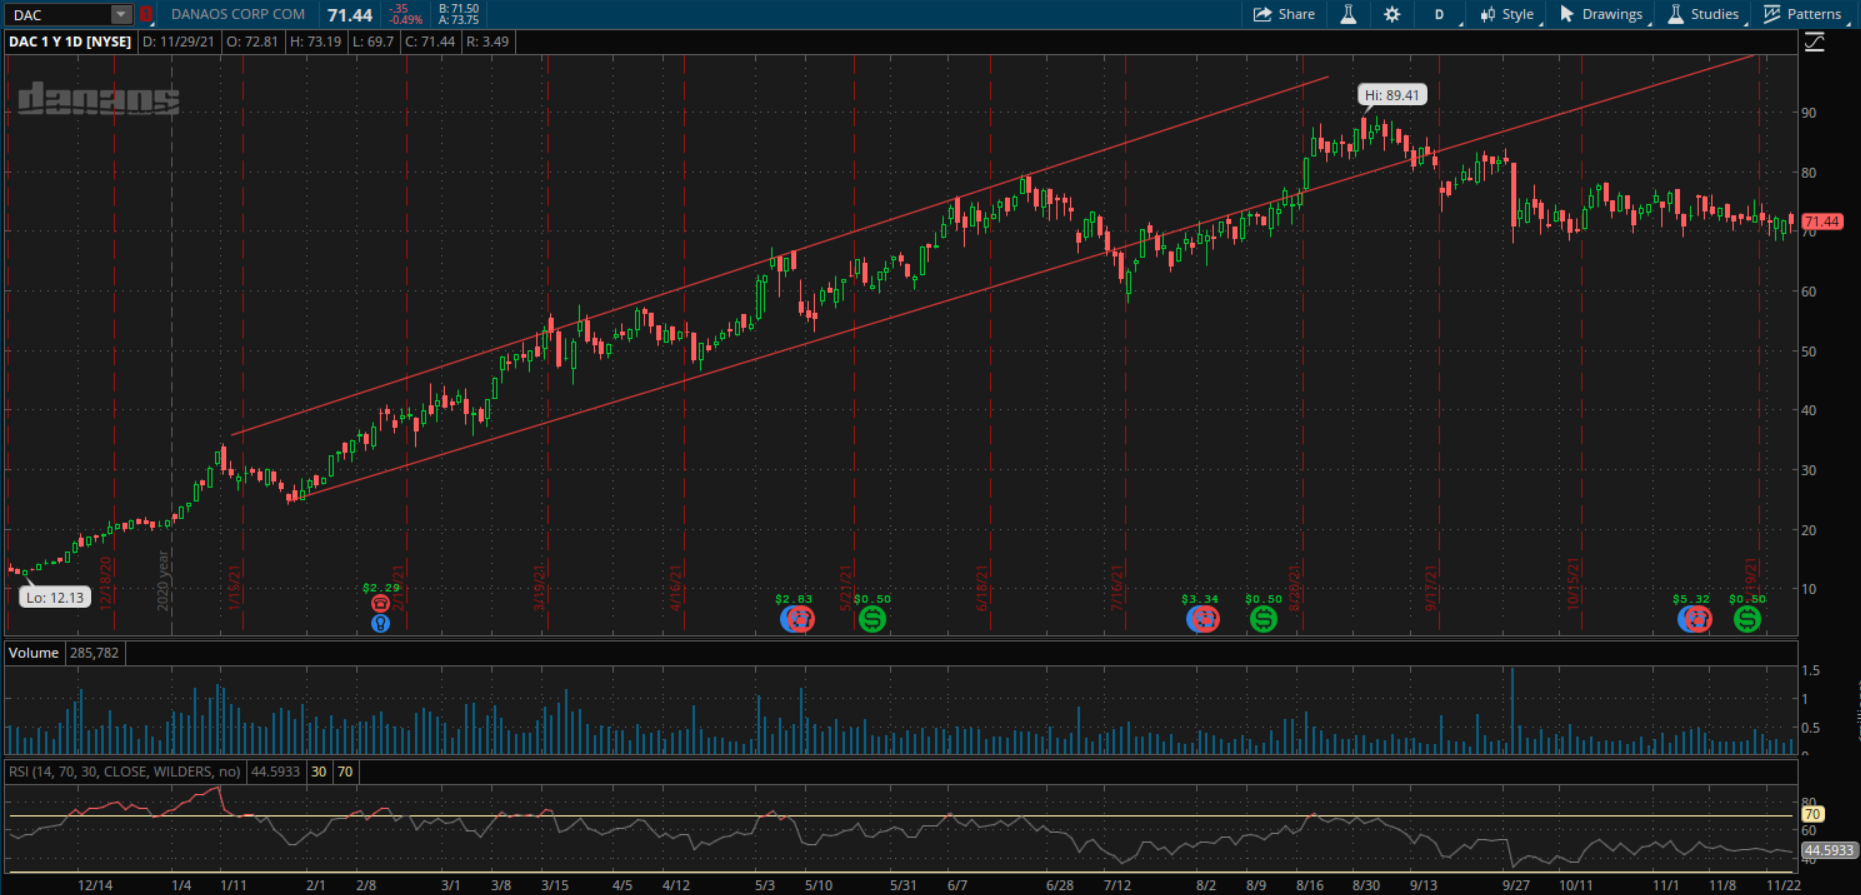 DAC 1 DANAOS CORP COM 71.44 -.35 B: 71.50
-0.49% A: 73.75
Share D Style Drawings Studies Patterns
DAC 1 Y 1D [NYSE] D: 11/29/21 O: 72.81 H: 73.19 L: 69.7 C: 71.44 R: 3.49
danaos
Hi: 89.41
90
80
71.44
70
60
50
40
30
20
10
Lo: 12.13
12/18/20 2020 year 1/15/21 3/19/21 4/16/21 5/21/21 6/18/21 7/16/21 8/20/21 9/17/21 10/15/21
$2.29 $2.83 $0.50 $3.34 $0.50 $5.32 $0.50
Volume 285,782
1.5
1
0.5
0
RSI (14, 70, 30, CLOSE, WILDERS, no) 44.5933 30 70
80
70
60
44.5933
40
12/14 1/4 1/11 2/1 2/8 3/1 3/8 3/15 4/5 4/12 5/3 5/10 5/31 6/7 6/28 7/12 8/2 8/9 8/16 8/30 9/13 9/27 10/11 11/1 11/8 11/22